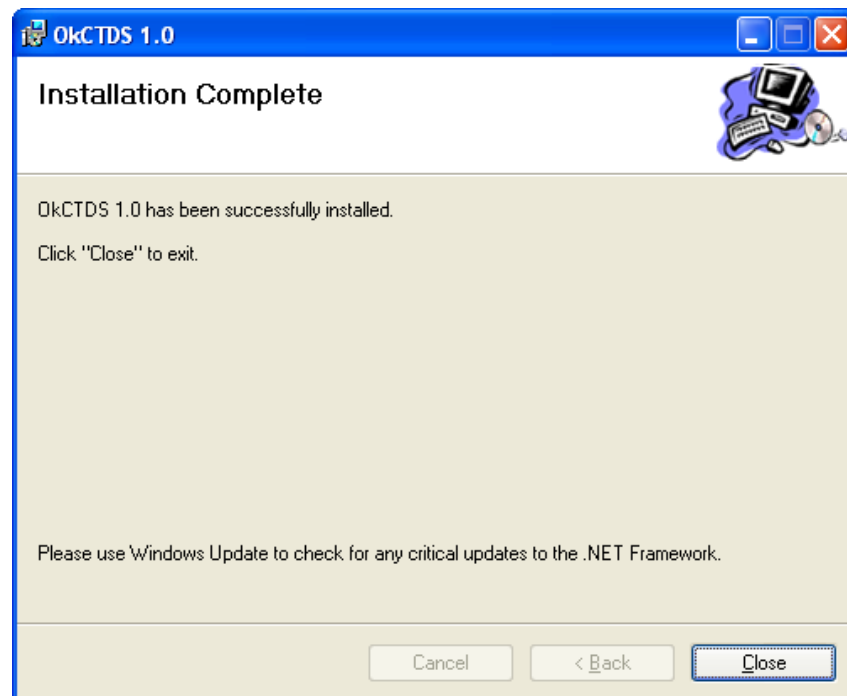 OkCTDS 1.0
Installation Complete
OkCTDS 1.0 has been successfully installed.
Click "Close" to exit.
Please use Windows Update to check for any critical updates to the .NET Framework.
Cancel
< Back
Close